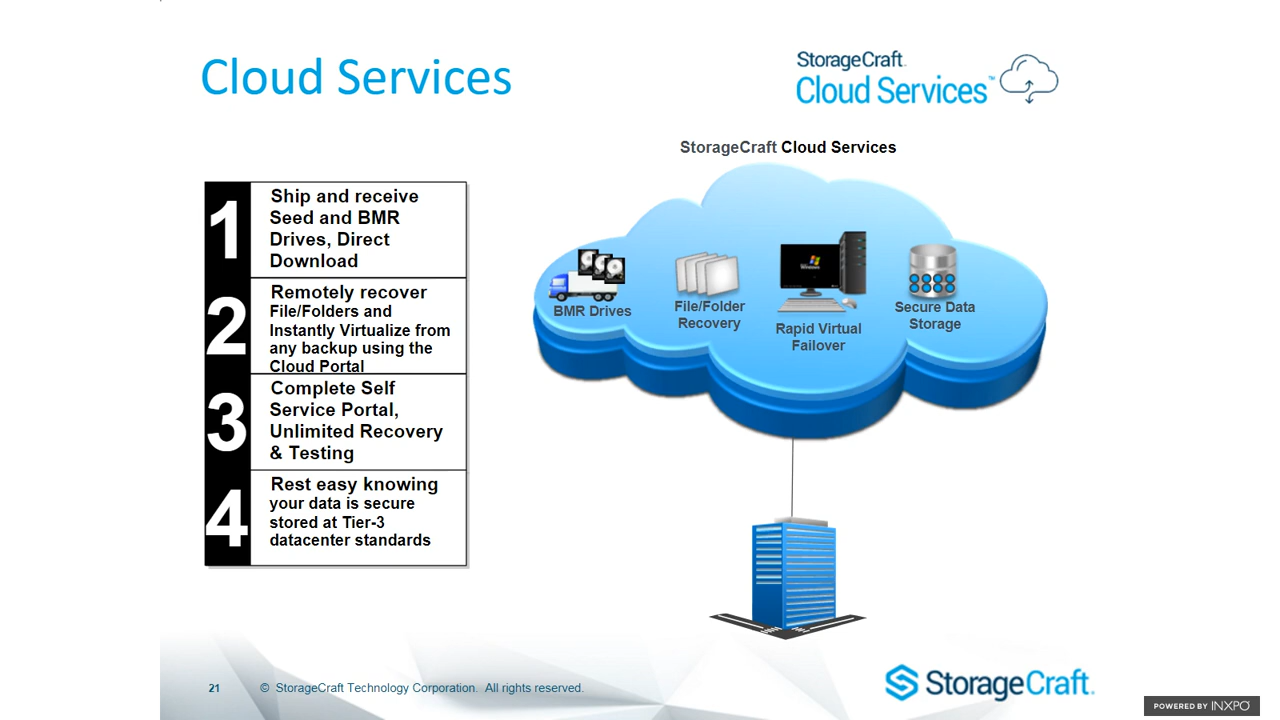 Cloud Services
StorageCraft
Cloud Services™
StorageCraft Cloud Services
1
Ship and receive
Seed and BMR
Drives, Direct
Download
2
Remotely recover
File/Folders and
Instantly Virtualize from
any backup using the
Cloud Portal
3
Complete Self
Service Portal,
Unlimited Recovery
& Testing
4
Rest easy knowing
your data is secure
stored at Tier-3
datacenter standards
BMR Drives
File/Folder
Recovery
Windows
Rapid Virtual
Failover
Secure Data
Storage
21
© StorageCraft Technology Corporation. All rights reserved.
StorageCraft.
POWERED BY INXPO